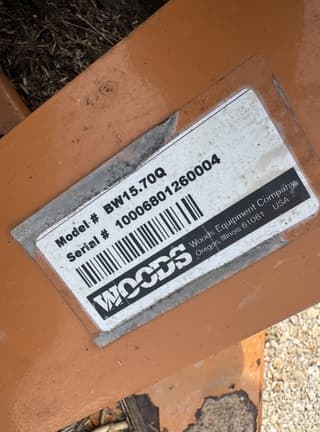 Model # BW15.70Q
Serial # 10006801260004
WOODS
Woods Equipment Company
Oregon, Illinois 61061 USA